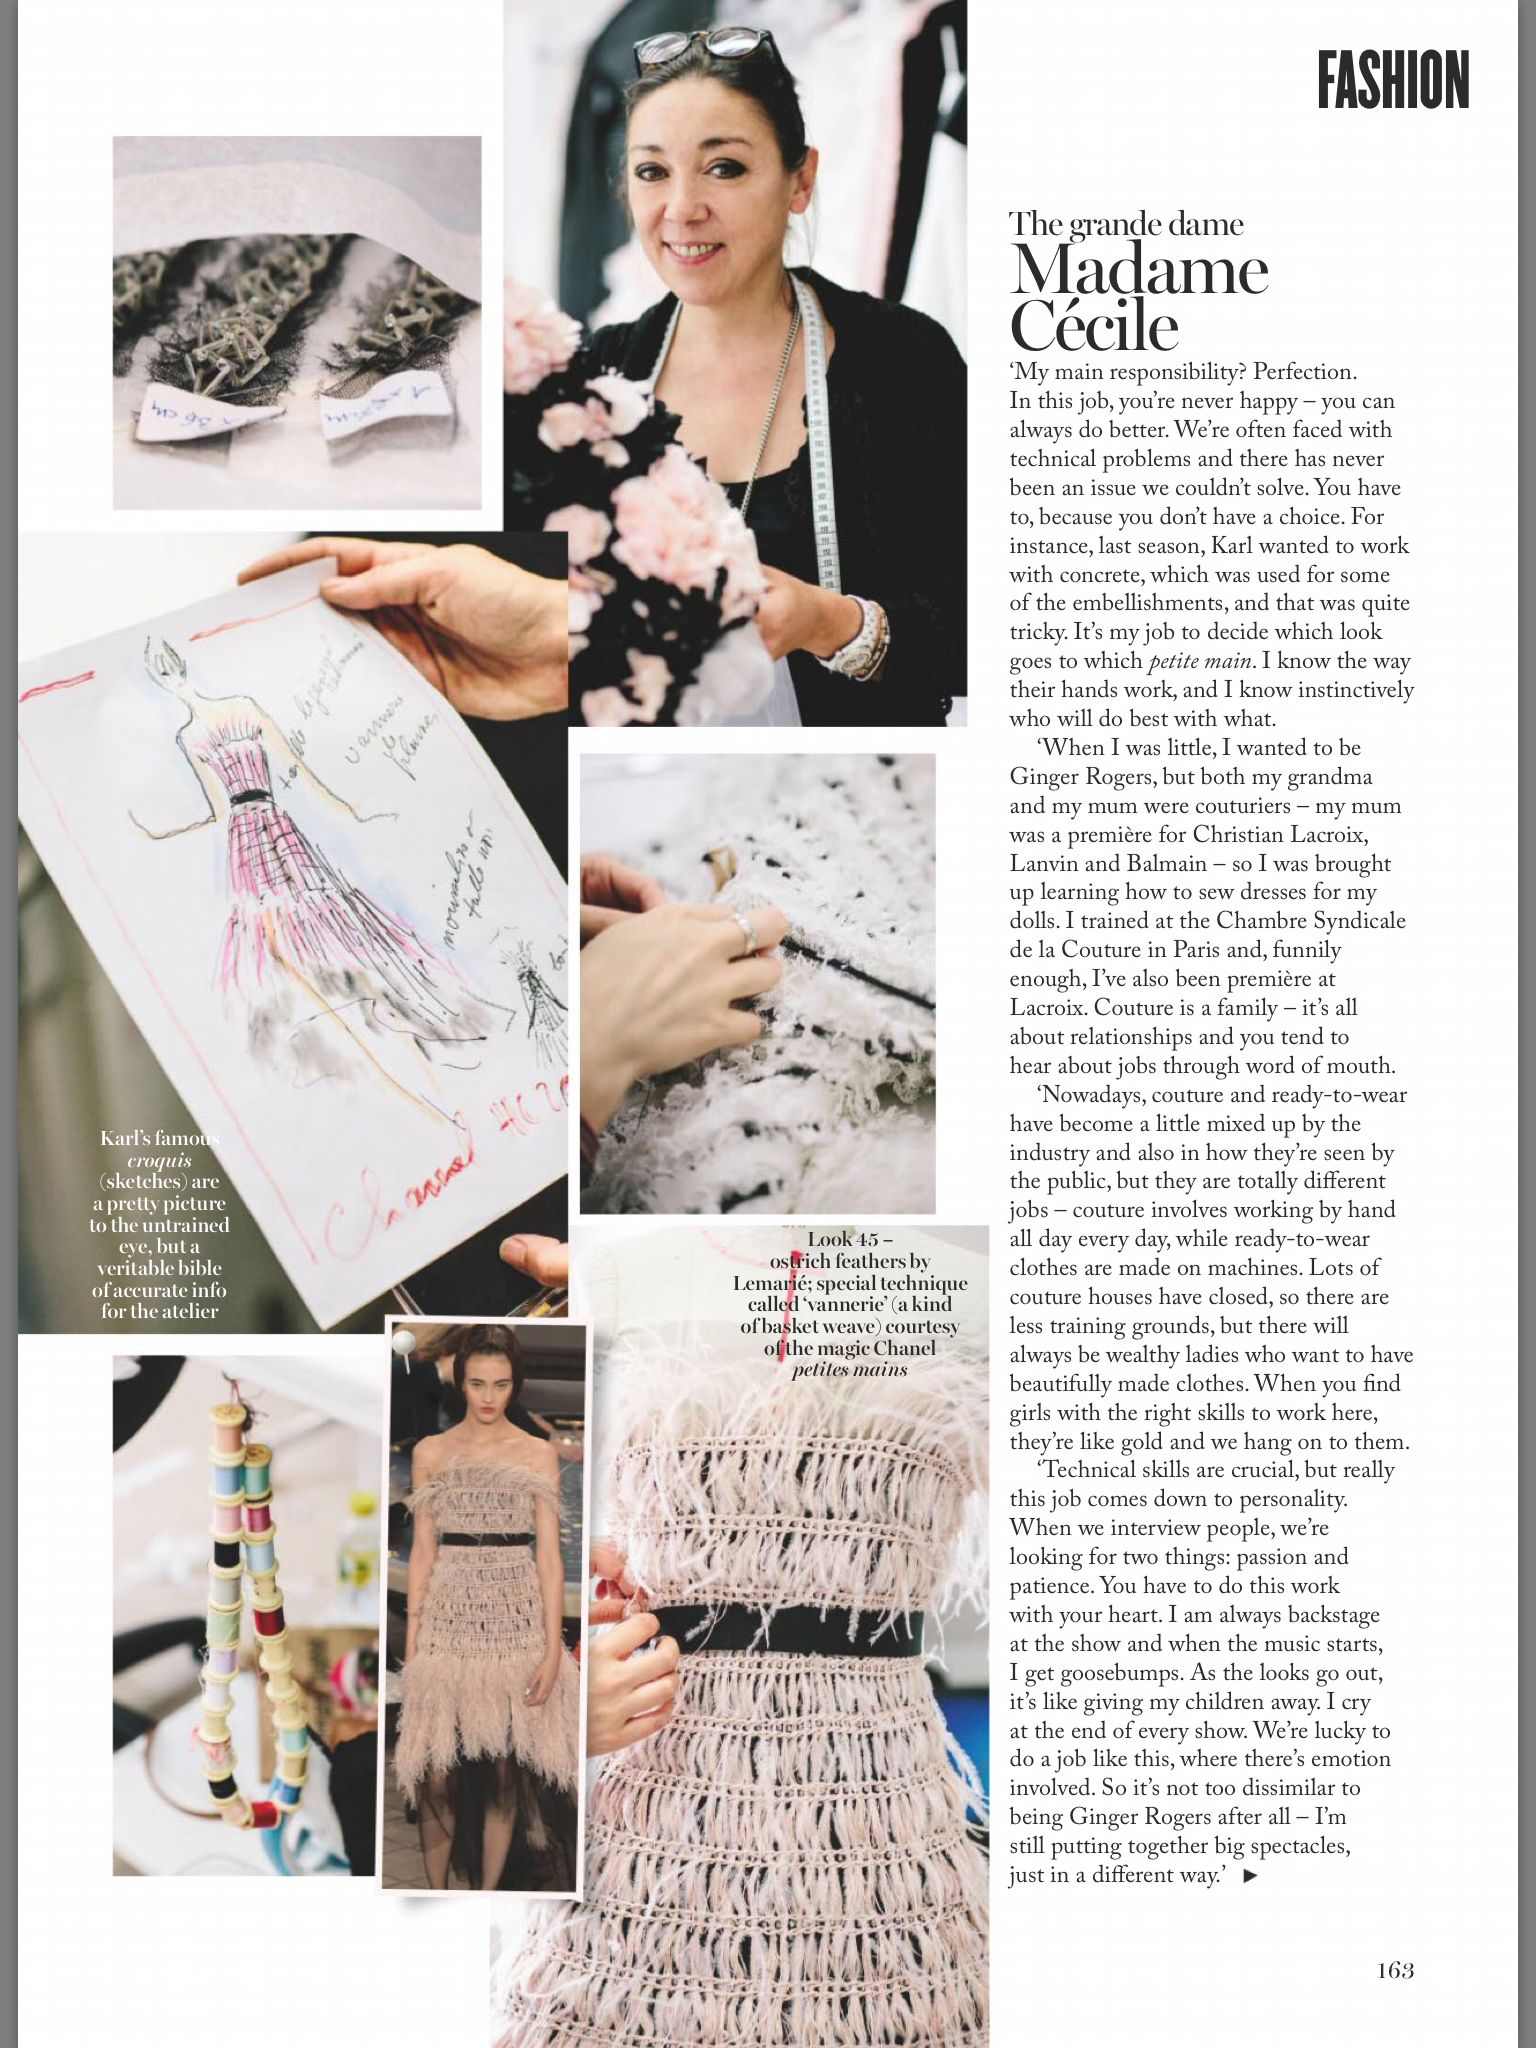 FASHION
The grande dame
Madame
Cécile
‘My main responsibility? Perfection.
In this job, you’re never happy – you can
always do better. We’re often faced with
technical problems and there has never
been an issue we couldn’t solve. You have
to, because you don’t have a choice. For
instance, last season, Karl wanted to work
with concrete, which was used for some
of the embellishments, and that was quite
tricky. It’s my job to decide which look
goes to which petite main. I know the way
their hands work, and I know instinctively
who will do best with what.
‘When I was little, I wanted to be
Ginger Rogers, but both my grandma
and my mum were couturiers – my mum
was a première for Christian Lacroix,
Lanvin and Balmain – so I was brought
up learning how to sew dresses for my
dolls. I trained at the Chambre Syndicale
de la Couture in Paris and, funnily
enough, I’ve also been première at
Lacroix. Couture is a family – it’s all
about relationships and you tend to
hear about jobs through word of mouth.
‘Nowadays, couture and ready-to-wear
have become a little mixed up by the
industry and also in how they’re seen by
the public, but they are totally different
jobs – couture involves working by hand
all day every day, while ready-to-wear
clothes are made on machines. Lots of
couture houses have closed, so there are
less training grounds, but there will
always be wealthy ladies who want to have
beautifully made clothes. When you find
girls with the right skills to work here,
they’re like gold and we hang on to them.
‘Technical skills are crucial, but really
this job comes down to personality.
When we interview people, we’re
looking for two things: passion and
patience. You have to do this work
with your heart. I am always backstage
at the show and when the music starts,
I get goosebumps. As the looks go out,
it’s like giving my children away. I cry
at the end of every show. We’re lucky to
do a job like this, where there’s emotion
involved. So it’s not too dissimilar to
being Ginger Rogers after all – I’m
still putting together big spectacles,
just in a different way.’
Karl’s famous
croquis
(sketches) are
a pretty picture
to the untrained
eye, but a
veritable bible
of accurate info
for the atelier
Chanel HC
Look 45 –
ostrich feathers by
Lemarié; special technique
called ‘vannerie’ (a kind
of basket weave) courtesy
of the magic Chanel
petites mains
163